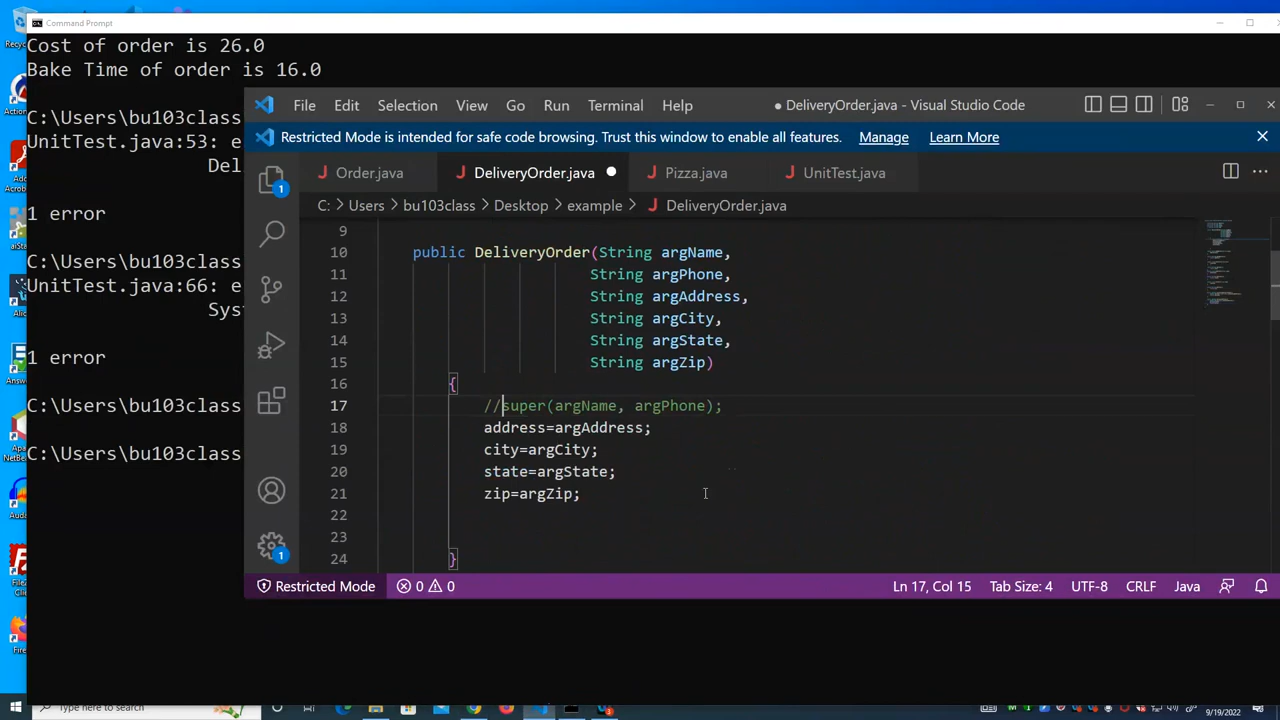 Command Prompt
Cost of order is 26.0
Bake Time of order is 16.0
C:\Users\bu103class
UnitTest.java:53: e
Del
1 error
C:\Users\bu103class
UnitTest.java:66: e
Sys
1 error
C:\Users\bu103class
C:\Users\bu103class
File Edit Selection View Go Run Terminal Help ● DeliveryOrder.java - Visual Studio Code
Restricted Mode is intended for safe code browsing. Trust this window to enable all features. Manage Learn More
J Order.java J DeliveryOrder.java ● J Pizza.java J UnitTest.java
C: > Users > bu103class > Desktop > example > J DeliveryOrder.java
9
10 public DeliveryOrder(String argName,
11 String argPhone,
12 String argAddress,
13 String argCity,
14 String argState,
15 String argZip)
16 {
17 //super(argName, argPhone);
18 address=argAddress;
19 city=argCity;
20 state=argState;
21 zip=argZip;
22
23
24 }
1
1
Restricted Mode 0 0 Ln 17, Col 15 Tab Size: 4 UTF-8 CRLF Java
Type here to search
9/19/2022